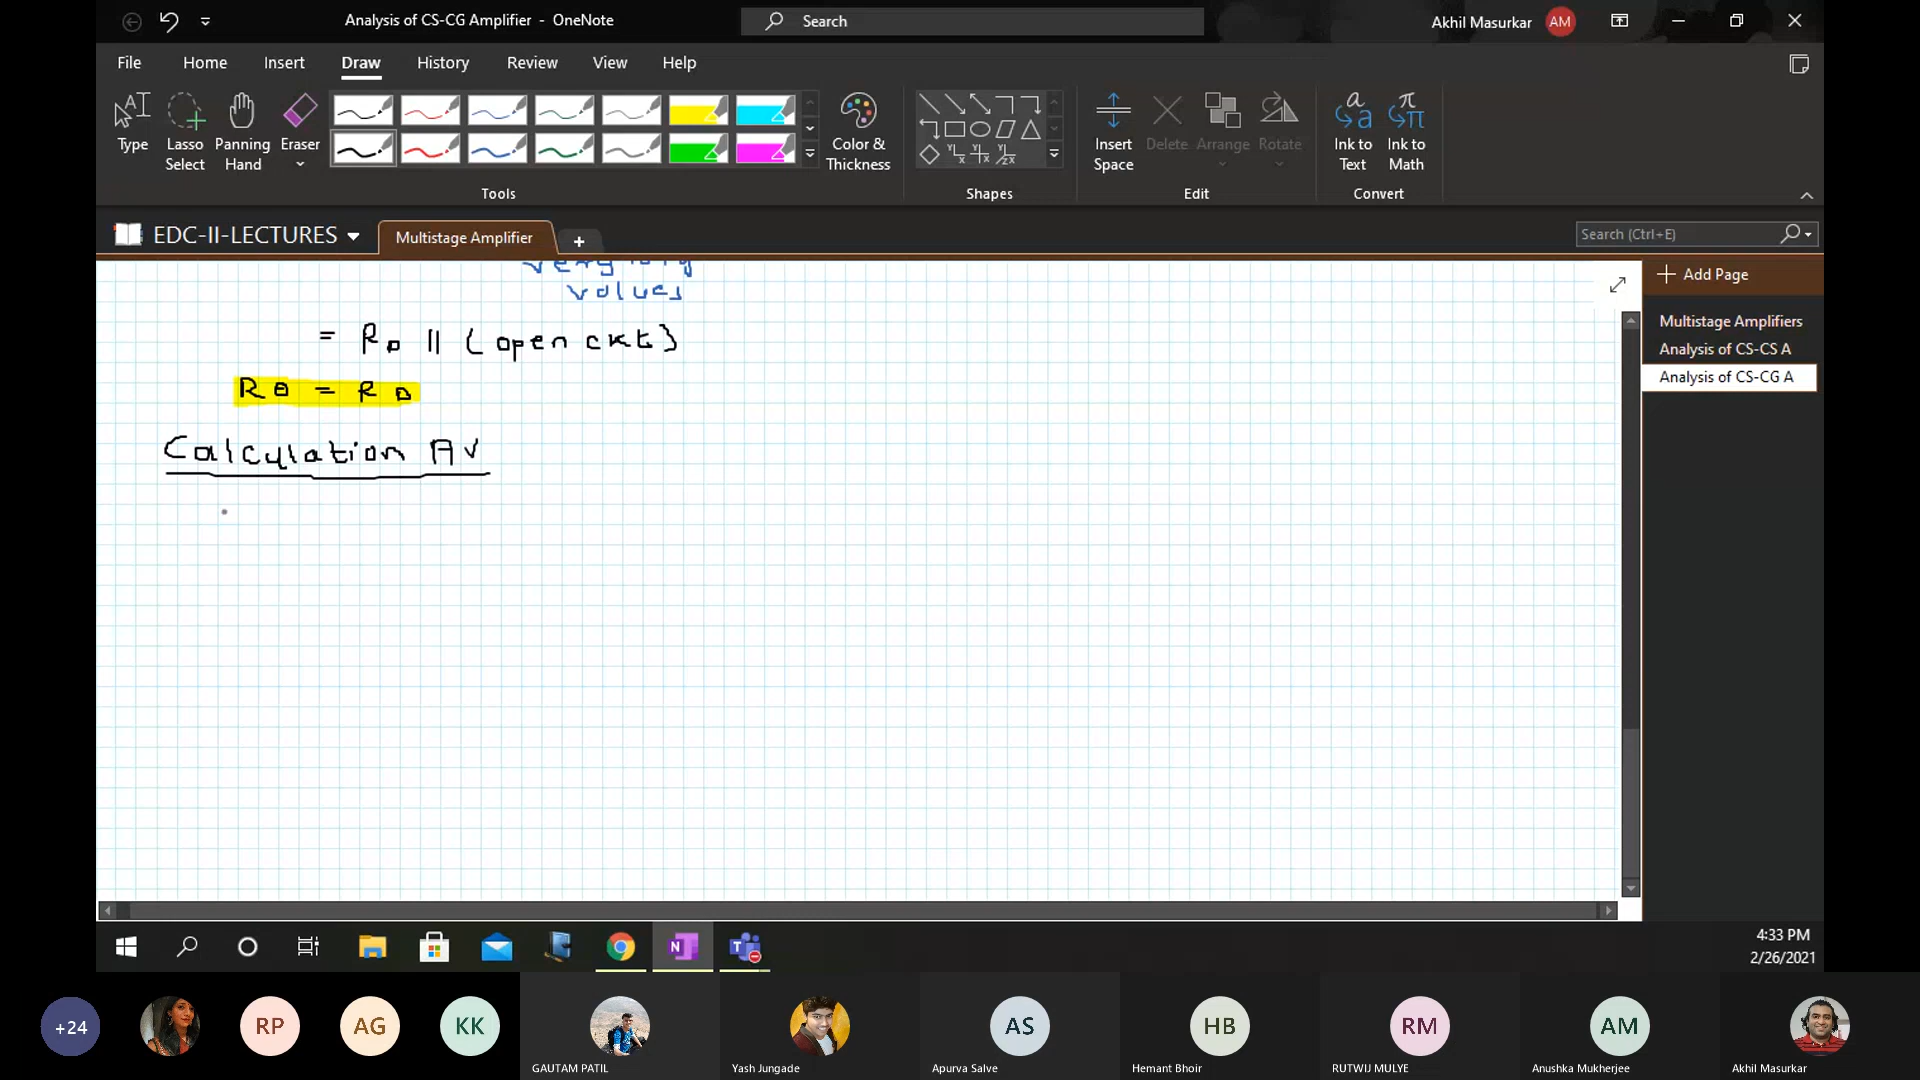 Analysis of CS-CG Amplifier - OneNote
Search
Akhil Masurkar
AM
File
Home
Insert
Draw
History
Review
View
Help
Type
Lasso Select
Panning Hand
Eraser
Color & Thickness
Insert Space
Delete
Arrange
Rotate
Ink to Text
Ink to Math
Tools
Shapes
Edit
Convert
EDC-II-LECTURES
Multistage Amplifier
Search (Ctrl+E)
Add Page
Multistage Amplifiers
Analysis of CS-CS A
Analysis of CS-CG A
values
= RD || (open ckt)
R0 = RD
Calculation AV
4:33 PM
2/26/2021
+24
RP
AG
KK
GAUTAM PATIL
Yash Jungade
AS
Apurva Salve
HB
Hemant Bhoir
RM
RUTWIJ MULYE
AM
Anushka Mukherjee
Akhil Masurkar